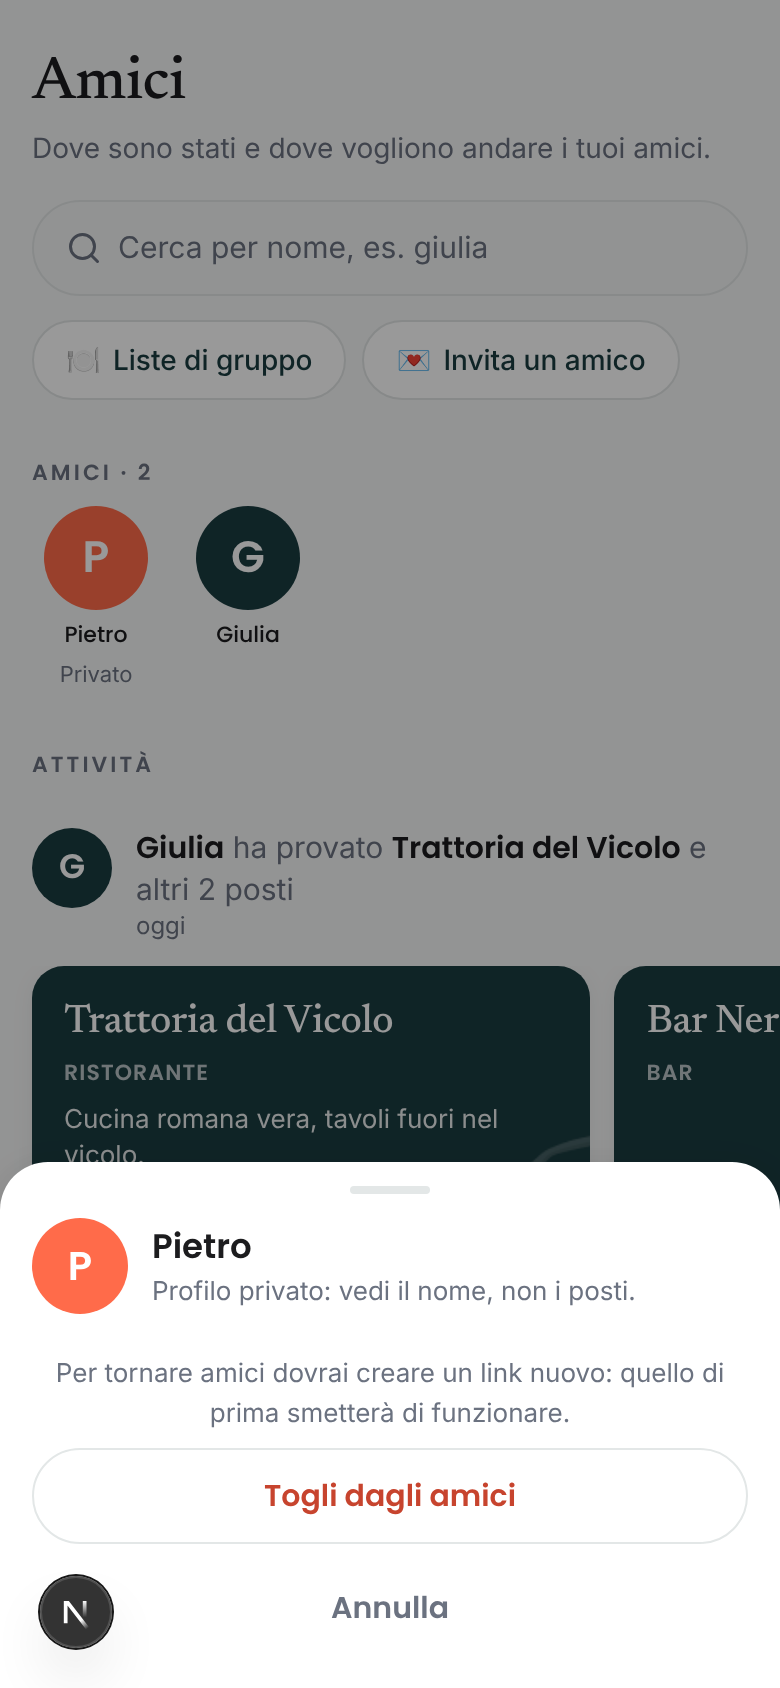 Amici
Dove sono stati e dove vogliono andare i tuoi amici.
Cerca per nome, es. giulia
Liste di gruppo
Invita un amico
AMICI · 2
P
G
Pietro
Giulia
Privato
ATTIVITÀ
G
Giulia ha provato Trattoria del Vicolo e
altri 2 posti
oggi
Trattoria del Vicolo
RISTORANTE
Cucina romana vera, tavoli fuori nel
vicolo.
Bar Ner
BAR
P
Pietro
Profilo privato: vedi il nome, non i posti.
Per tornare amici dovrai creare un link nuovo: quello di
prima smetterà di funzionare.
Togli dagli amici
N
Annulla